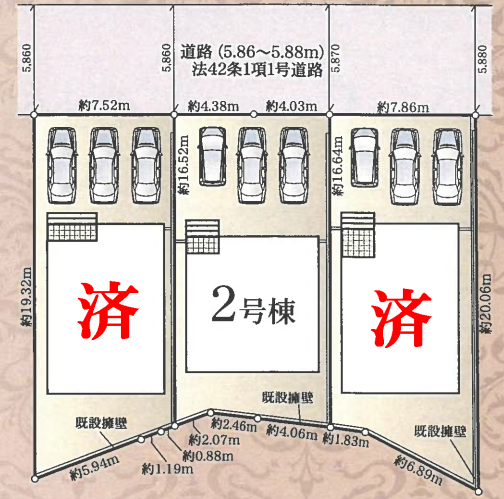 5.860
5.860
道路（5.86～5.88m）
法42条1項1号道路
5.870
5.880
約7.52m
約4.38m
約4.03m
約7.86m
約16.52m
約16.64m
約19.32m
済
2号棟
済
約20.06m
既設擁壁
既設擁壁
既設擁壁
約5.94m
約1.19m
約0.88m
約2.07m
約2.46m
約4.06m
約1.83m
約6.89m